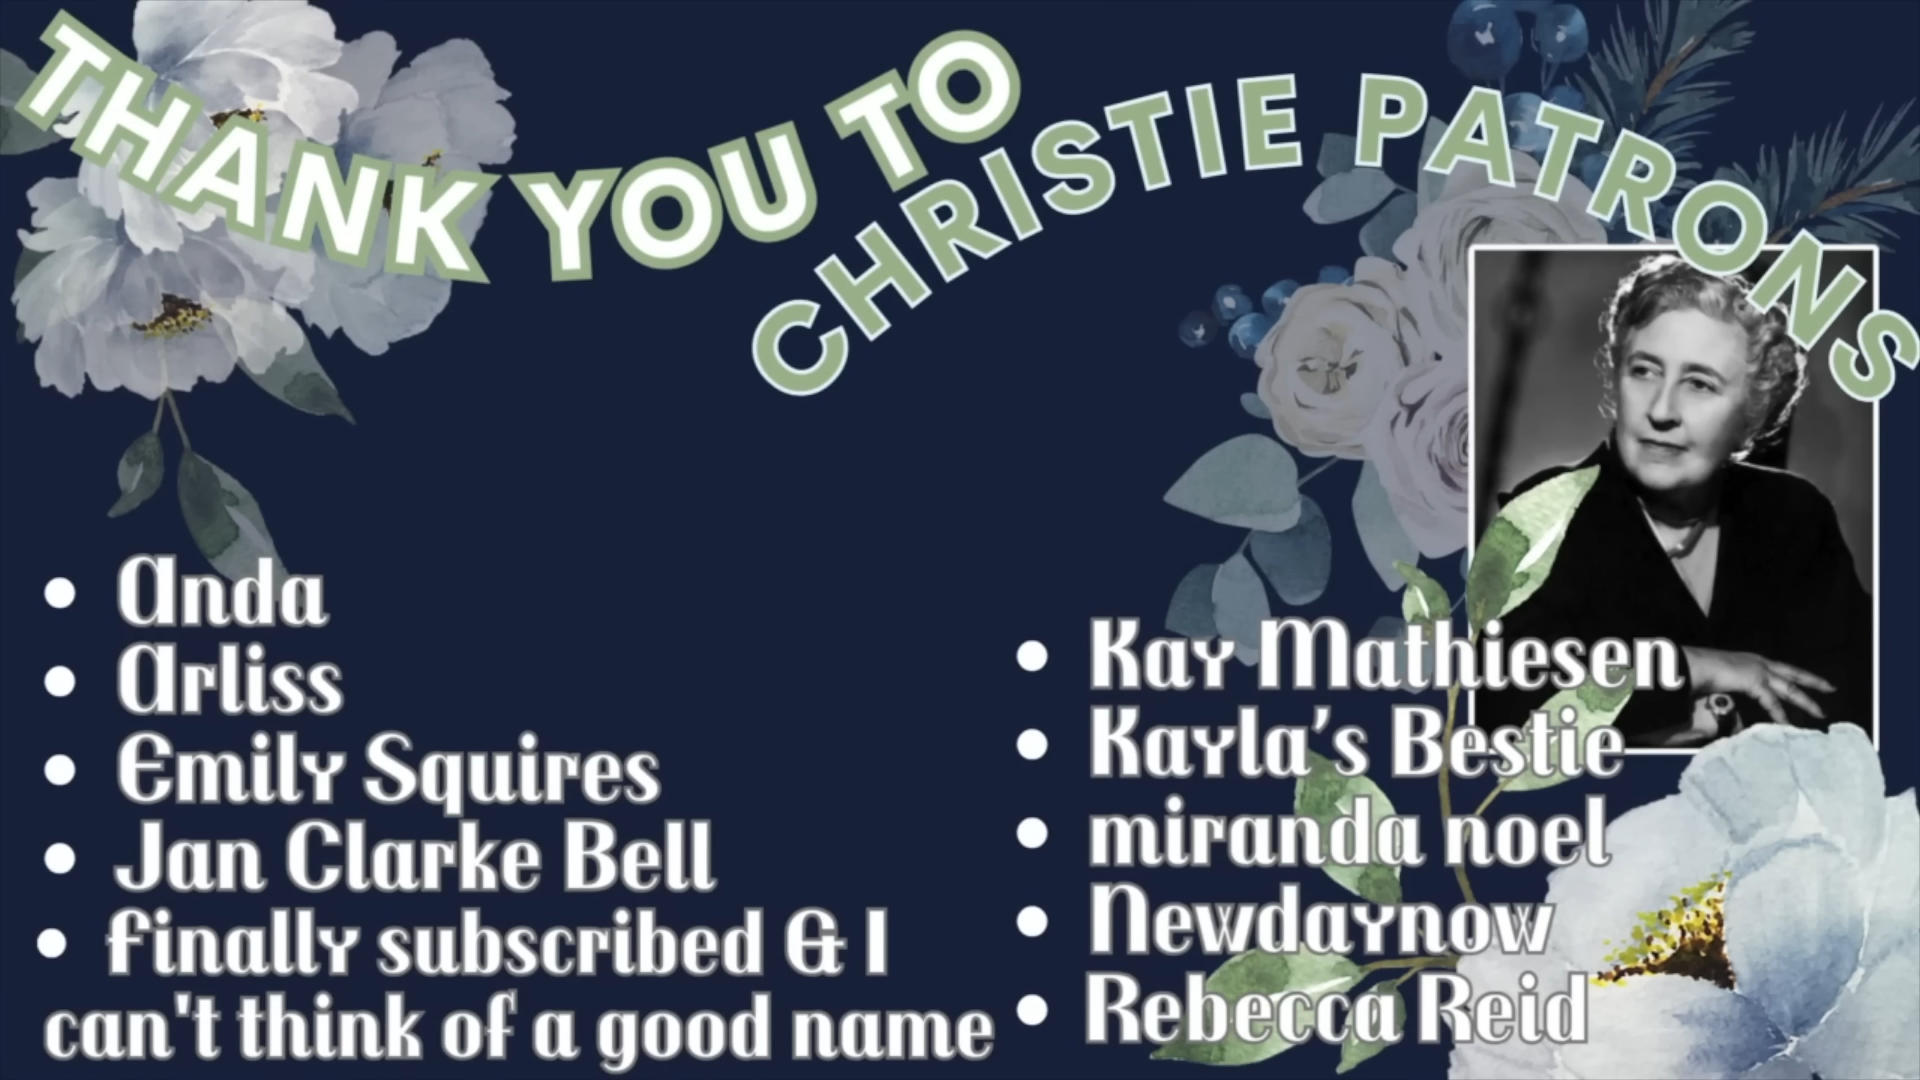 THANK YOU TO
CHRISTIE PATRONS
• Anda
• Arliss
• Emily Squires
• Jan Clarke Bell
• finally subscribed & I
can't think of a good name
• Kay Mathiesen
• Kayla's Bestie
• miranda noel
• Newdaynow
• Rebecca Reid